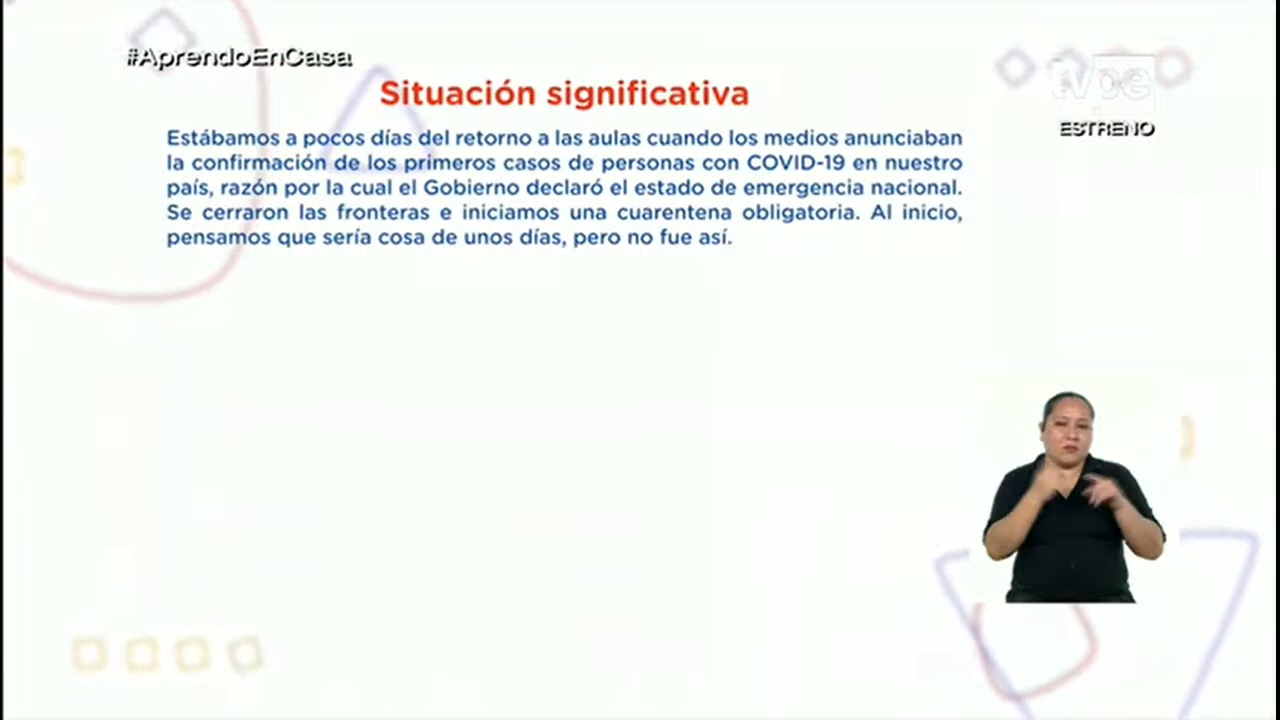 #AprendoEnCasa
tvpe
ESTRENO
Situación significativa
Estábamos a pocos días del retorno a las aulas cuando los medios anunciaban
la confirmación de los primeros casos de personas con COVID-19 en nuestro
país, razón por la cual el Gobierno declaró el estado de emergencia nacional.
Se cerraron las fronteras e iniciamos una cuarentena obligatoria. Al inicio,
pensamos que sería cosa de unos días, pero no fue así.